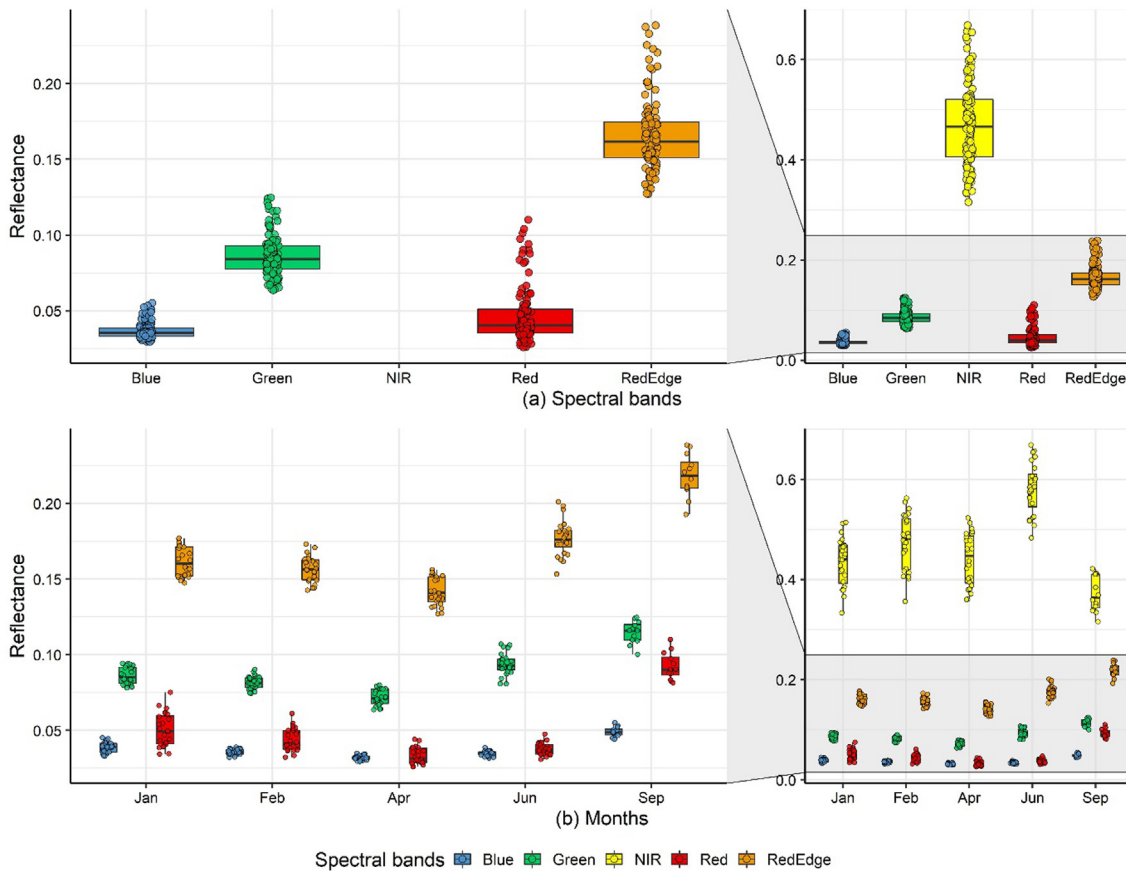 (a)
Reflectance
0.20
0.15
0.10
0.05
Blue Green NIR Red RedEdge
0.6
0.4
0.2
0.0
Blue Green NIR Red RedEdge
(a) Spectral bands
(b)
Reflectance
0.20
0.15
0.10
0.05
Jan Feb Apr Jun Sep
0.6
0.4
0.2
0.0
Jan Feb Apr Jun Sep
(b) Months
Spectral bands Blue Green NIR Red RedEdge